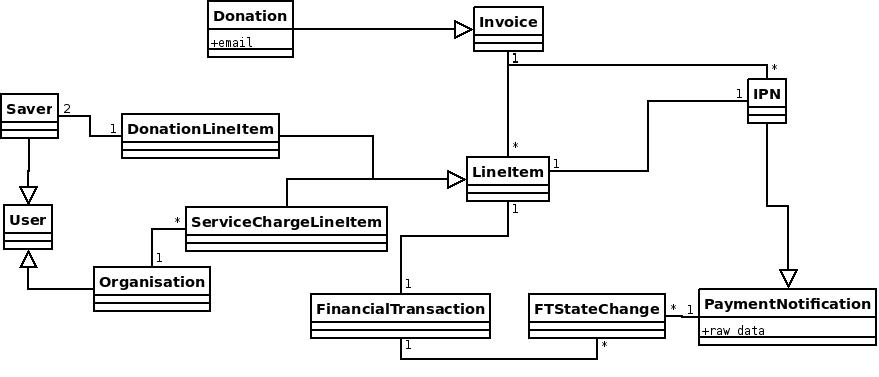 Donation
+email
Invoice
1
*
IPN
Saver
2
1
DonationLineItem
1
*
LineItem
1
1
User
*
ServiceChargeLineItem
1
Organisation
1
FinancialTransaction
1
FTStateChange
*
*
1
PaymentNotification
+raw data